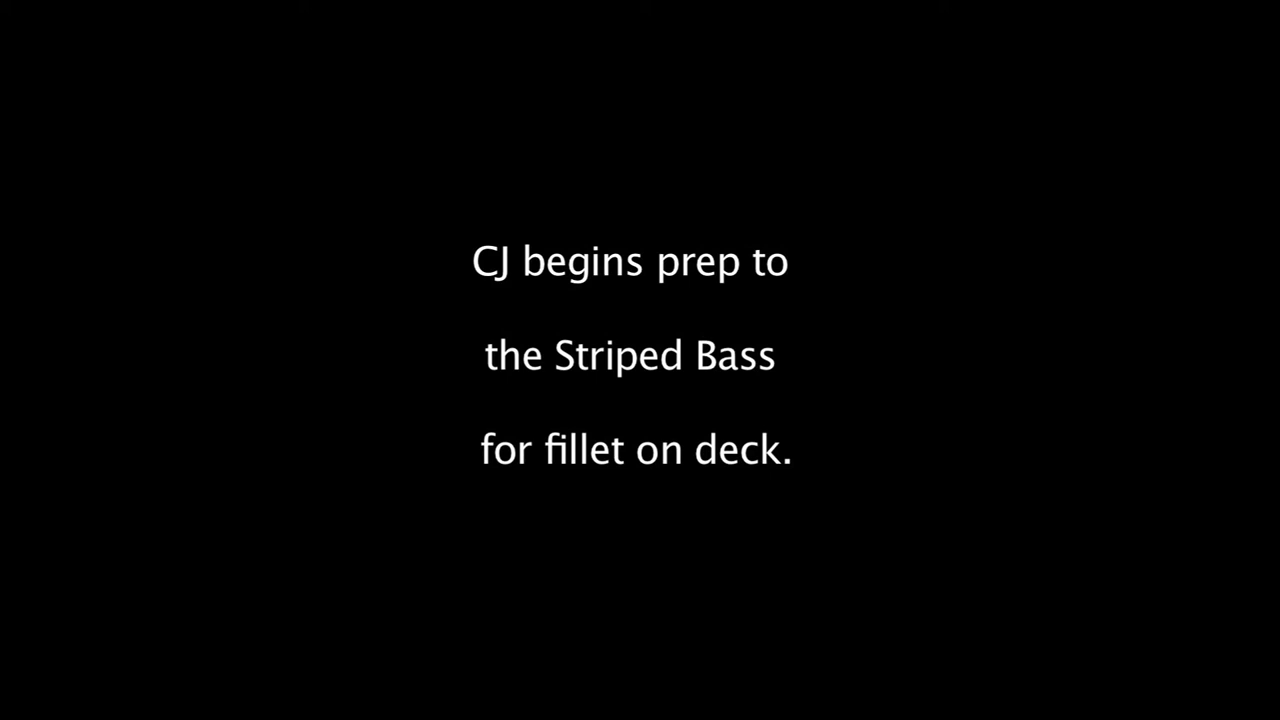 CJ begins prep to
the Striped Bass
for fillet on deck.